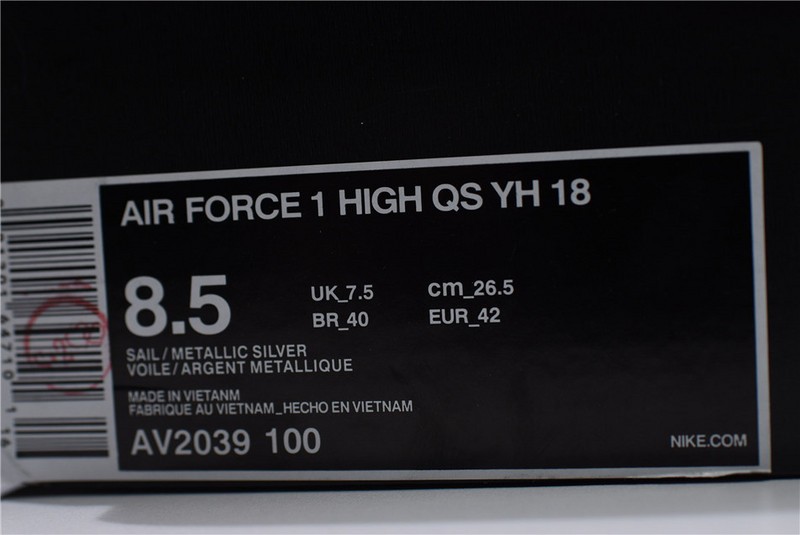 AIR FORCE 1 HIGH QS YH 18
8.5
UK_7.5 cm_26.5
BR_40 EUR_42
SAIL / METALLIC SILVER
VOILE / ARGENT METALLIQUE
MADE IN VIETANM
FABRIQUE AU VIETNAM_HECHO EN VIETNAM
AV2039 100
NIKE.COM